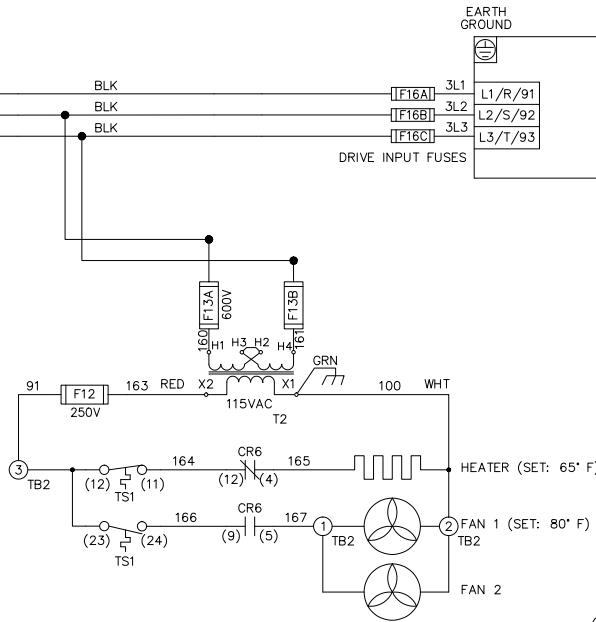 EARTH
GROUND
BLK
F16A
3L1
L1/R/91
BLK
F16B
3L2
L2/S/92
BLK
F16C
3L3
L3/T/93
DRIVE INPUT FUSES
F13A
600V
F13B
160
161
H1
H3
H2
H4
GRN
91
F12
250V
163
RED
X2
X1
115VAC
T2
100
WHT
3
TB2
(12)
(11)
TS1
164
CR6
(12)
(4)
165
HEATER (SET: 65° F)
(23)
(24)
TS1
166
CR6
(9)
(5)
167
1
TB2
2
TB2
FAN 1 (SET: 80° F)
FAN 2